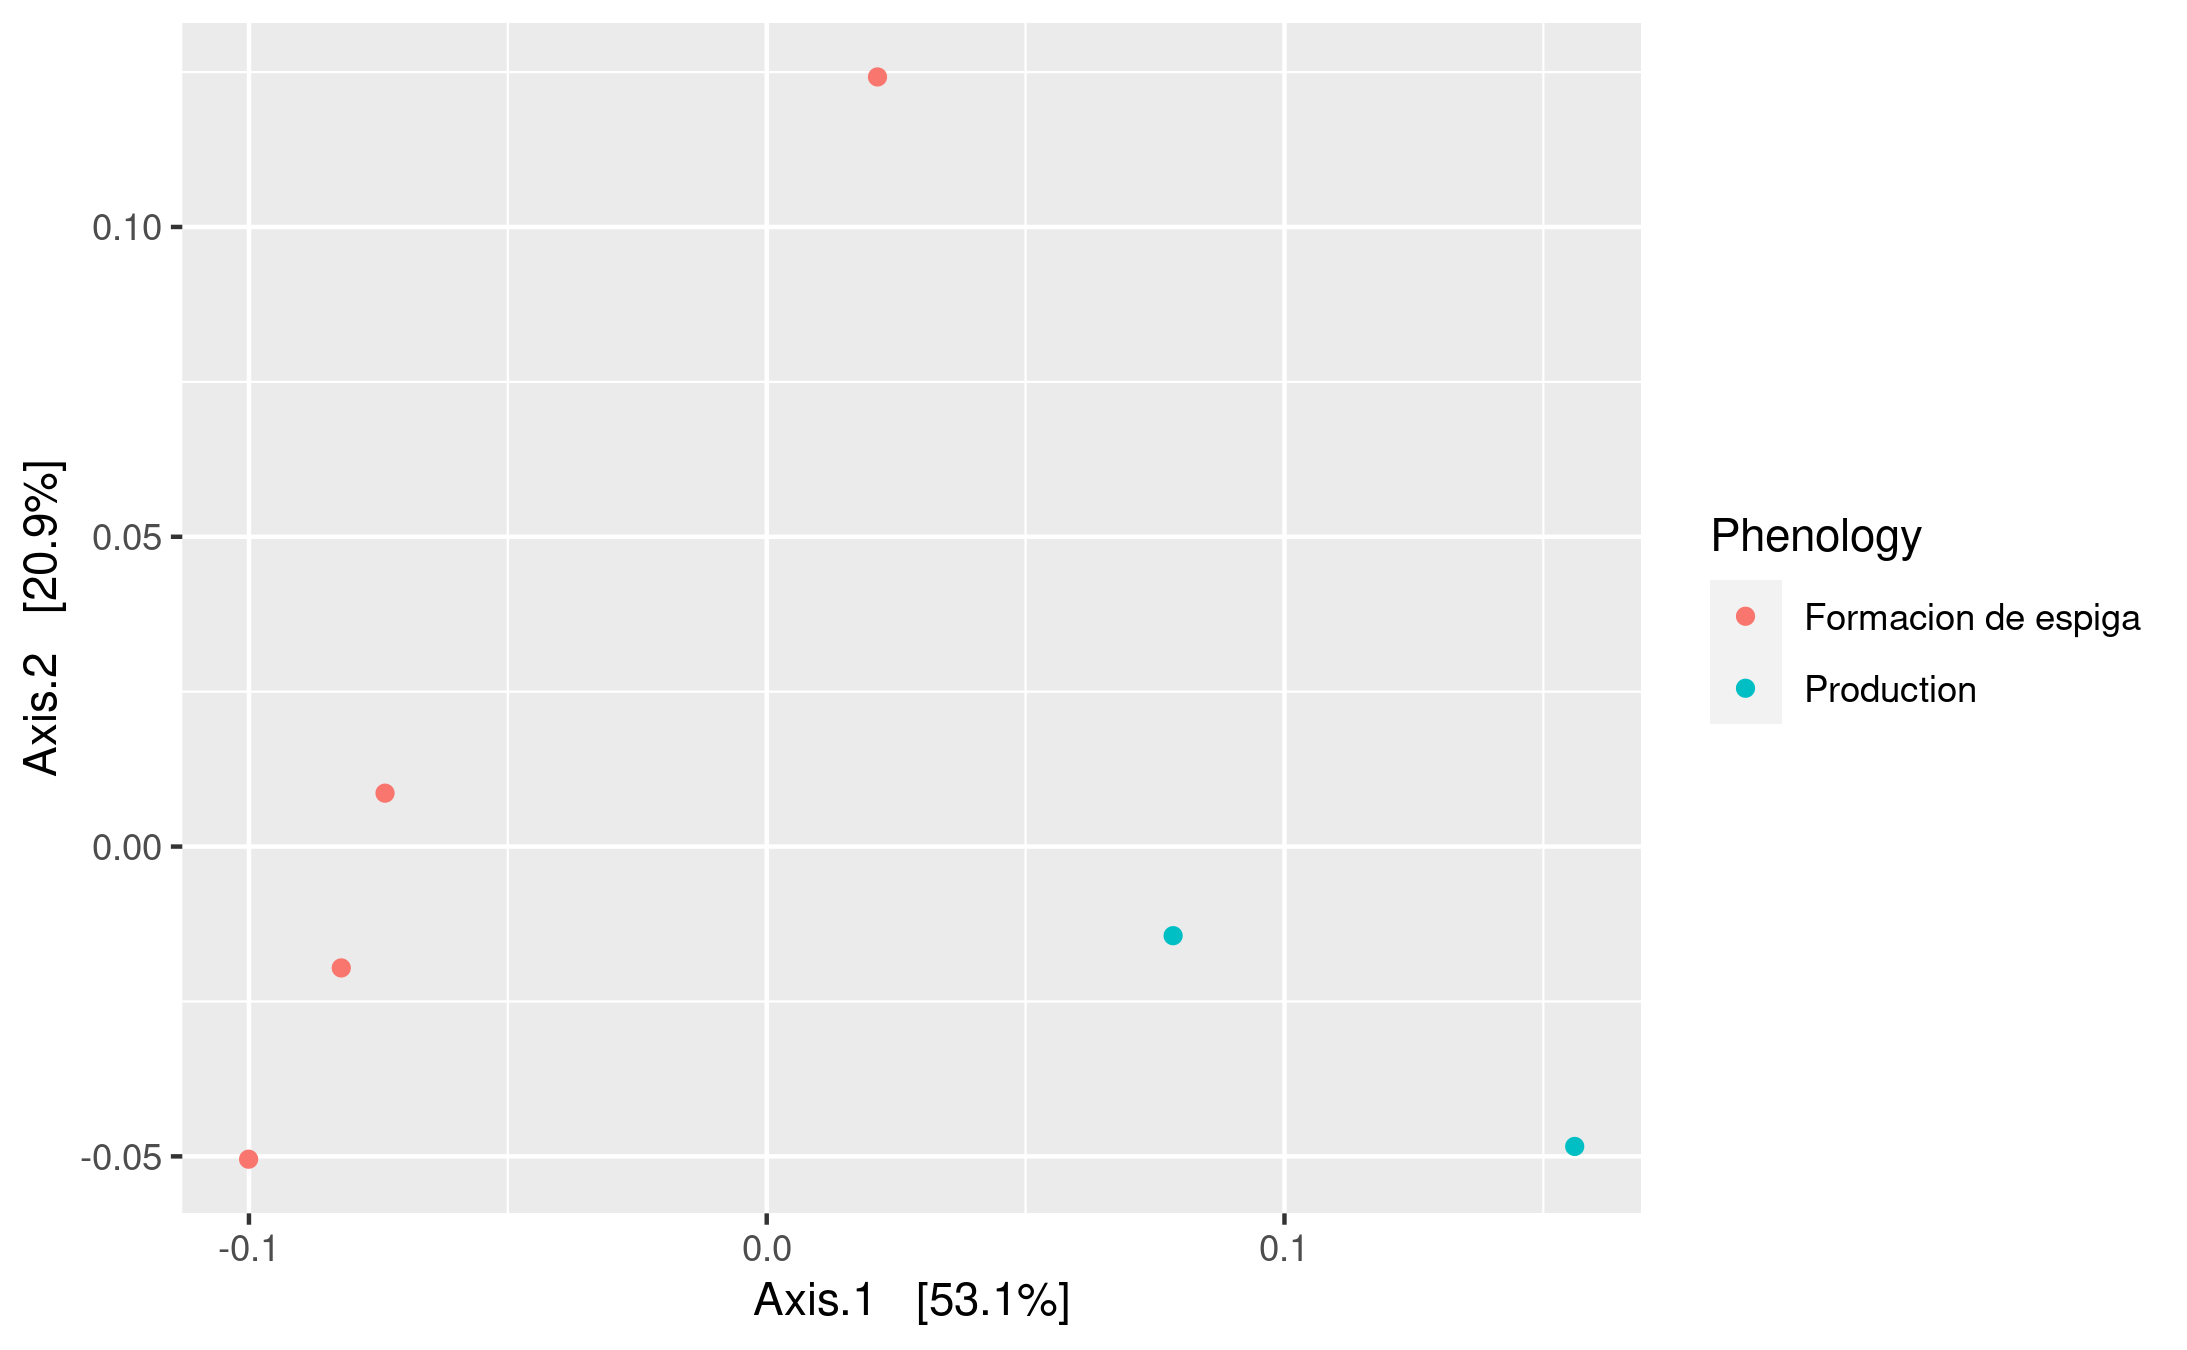 0.10
0.05
0.00
-0.05
Axis.2 [20.9%]
-0.1
0.0
0.1
Axis.1 [53.1%]
Phenology
Formacion de espiga
Production